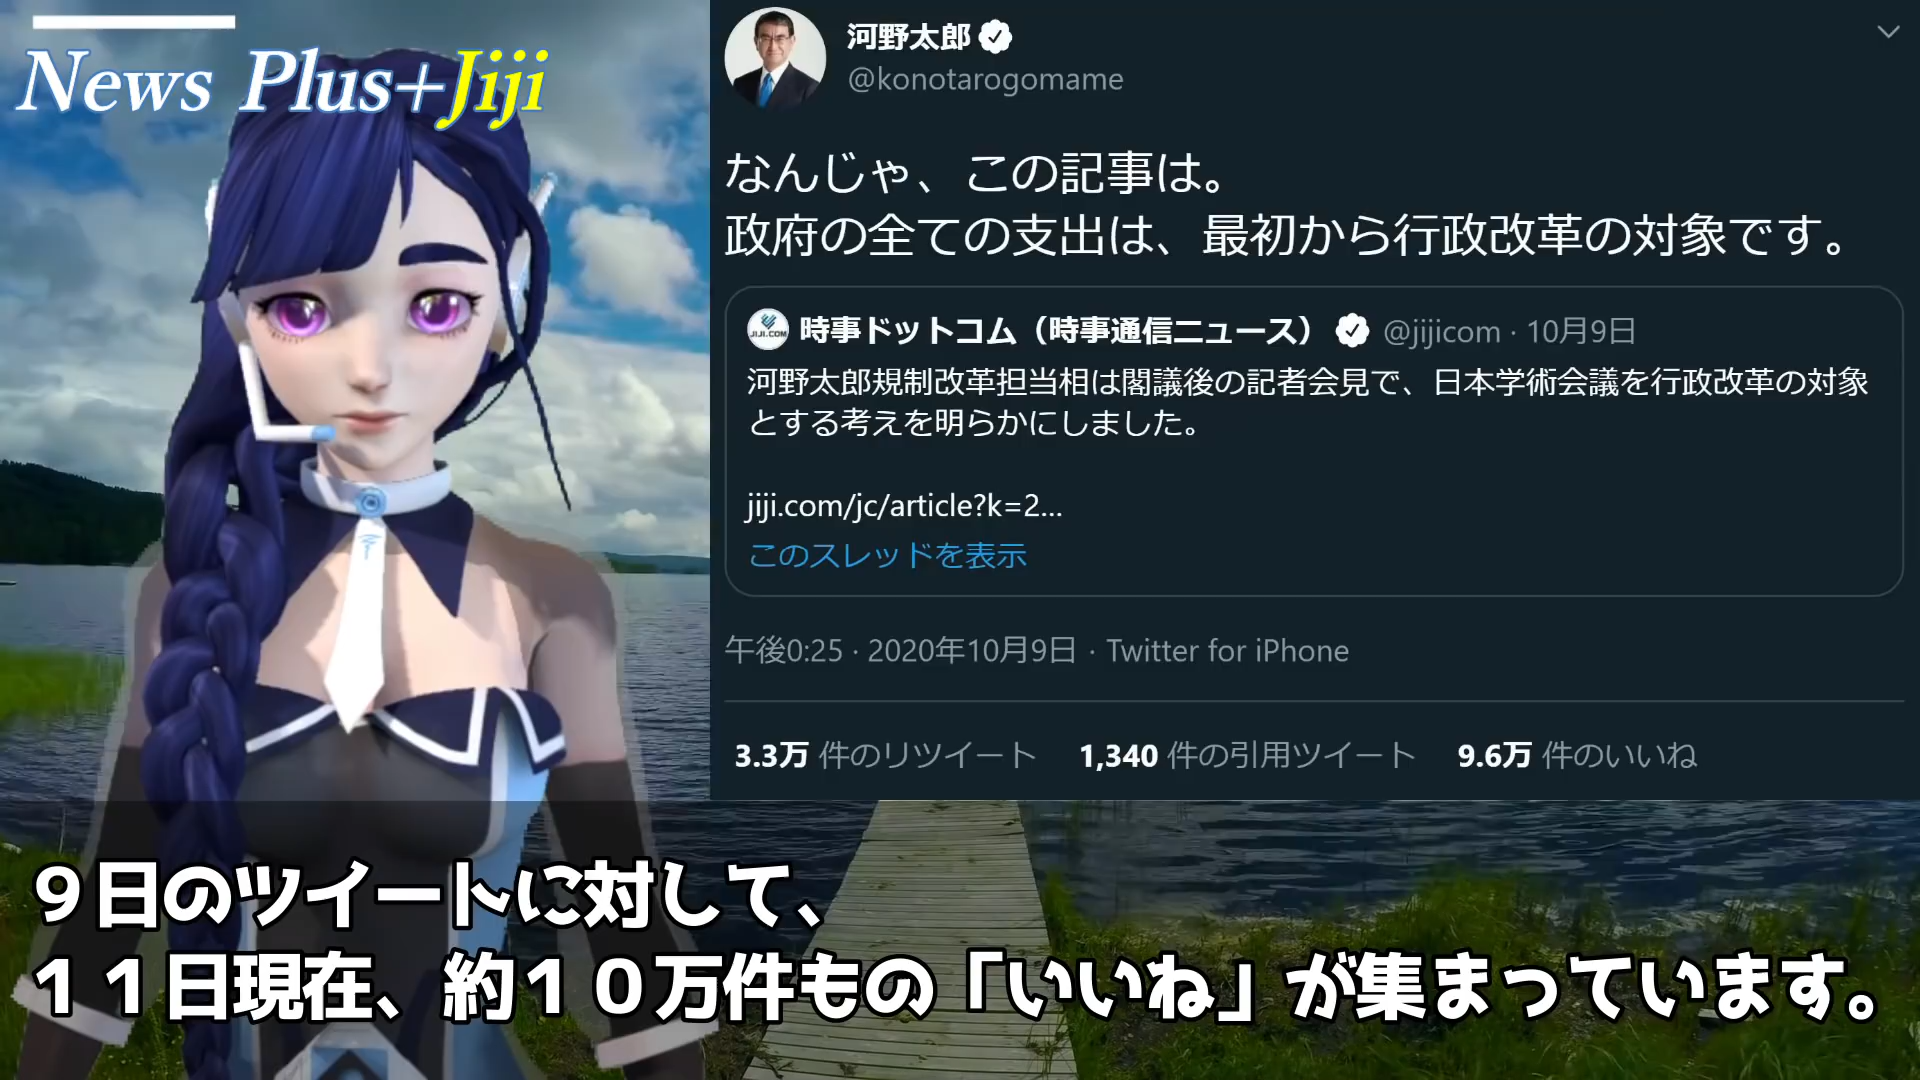 News Plus+Jiji
河野太郎
@konotarogomame
なんじゃ、この記事は。
政府の全ての支出は、最初から行政改革の対象です。
JIJI.COM
時事ドットコム（時事通信ニュース） @jijicom · 10月9日
河野太郎規制改革担当相は閣議後の記者会見で、日本学術会議を行政改革の対象
とする考えを明らかにしました。
jiji.com/jc/article?k=2...
このスレッドを表示
午後0:25 · 2020年10月9日 · Twitter for iPhone
3.3万 件のリツイート 1,340 件の引用ツイート 9.6万 件のいいね
９日のツイートに対して、
１１日現在、約１０万件もの「いいね」が集まっています。